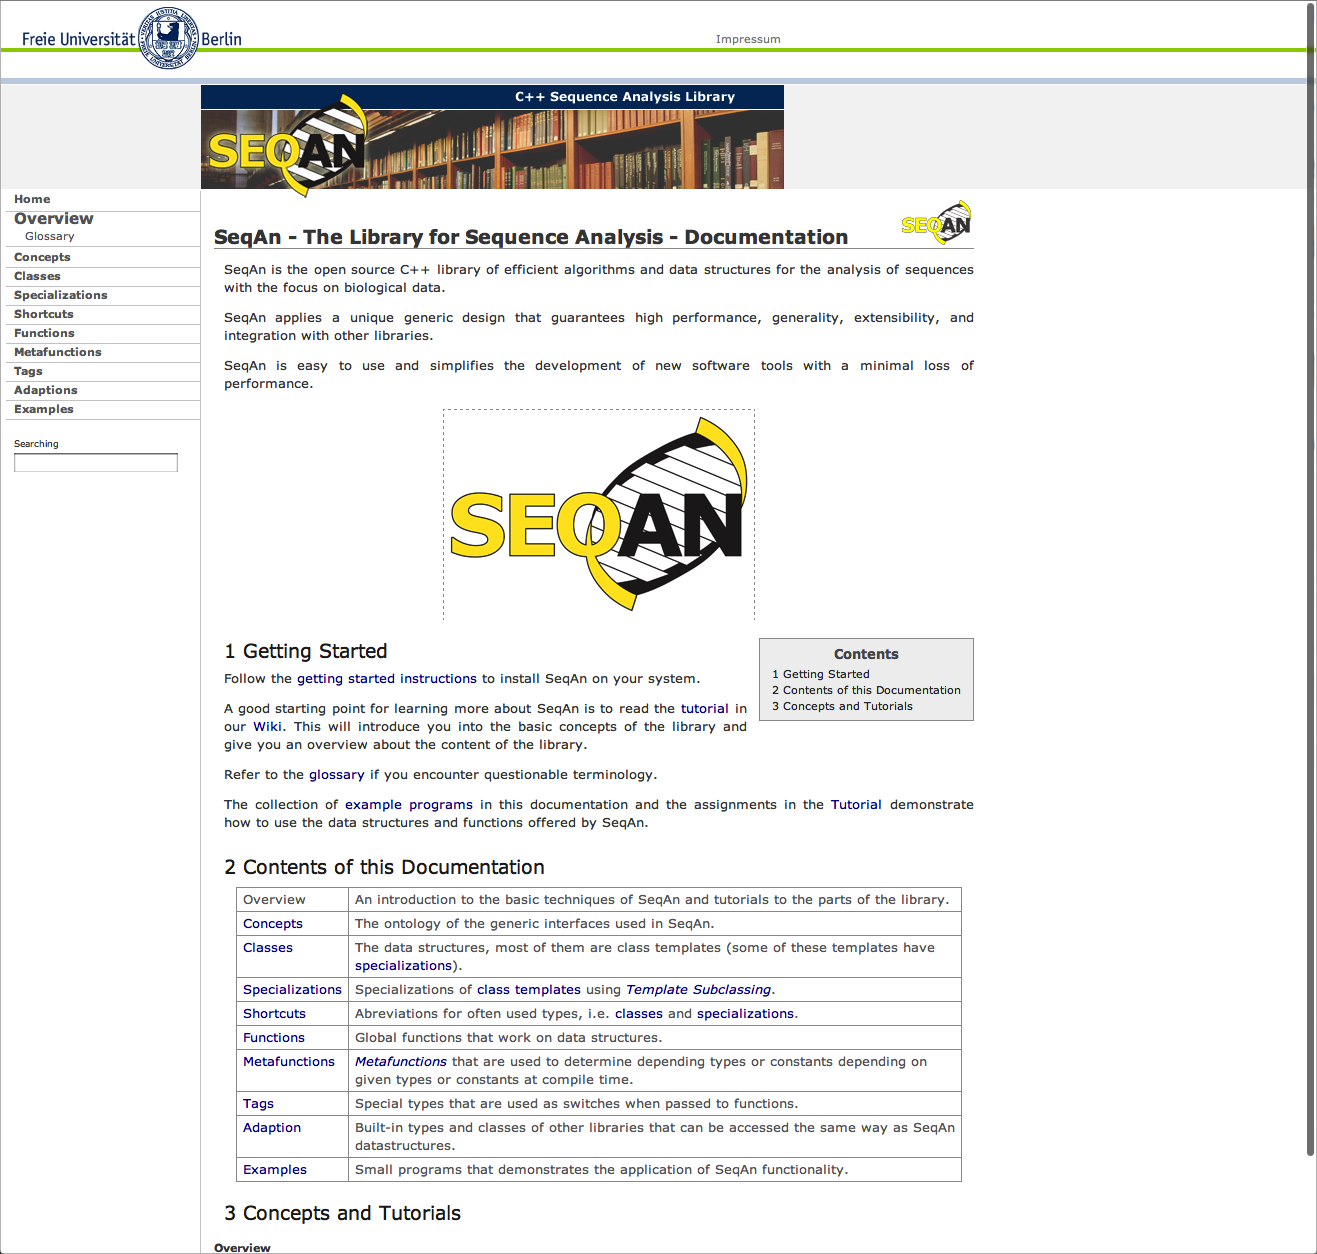 Freie Universität Berlin
Impressum
C++ Sequence Analysis Library
SEQAN
Home
Overview
Glossary
Concepts
Classes
Specializations
Shortcuts
Functions
Metafunctions
Tags
Adaptions
Examples
Searching
SEQAN
SeqAn - The Library for Sequence Analysis - Documentation
SeqAn is the open source C++ library of efficient algorithms and data structures for the analysis of sequences
with the focus on biological data.
SeqAn applies a unique generic design that guarantees high performance, generality, extensibility, and
integration with other libraries.
SeqAn is easy to use and simplifies the development of new software tools with a minimal loss of
performance.
SEQAN
1 Getting Started
Follow the getting started instructions to install SeqAn on your system.
A good starting point for learning more about SeqAn is to read the tutorial in
our Wiki. This will introduce you into the basic concepts of the library and
give you an overview about the content of the library.
Refer to the glossary if you encounter questionable terminology.
The collection of example programs in this documentation and the assignments in the Tutorial demonstrate
how to use the data structures and functions offered by SeqAn.
Contents
1 Getting Started
2 Contents of this Documentation
3 Concepts and Tutorials
2 Contents of this Documentation
Overview An introduction to the basic techniques of SeqAn and tutorials to the parts of the library.
Concepts The ontology of the generic interfaces used in SeqAn.
Classes The data structures, most of them are class templates (some of these templates have
specializations).
Specializations Specializations of class templates using Template Subclassing.
Shortcuts Abreviations for often used types, i.e. classes and specializations.
Functions Global functions that work on data structures.
Metafunctions Metafunctions that are used to determine depending types or constants depending on
given types or constants at compile time.
Tags Special types that are used as switches when passed to functions.
Adaption Built-in types and classes of other libraries that can be accessed the same way as SeqAn
datastructures.
Examples Small programs that demonstrates the application of SeqAn functionality.
3 Concepts and Tutorials
Overview